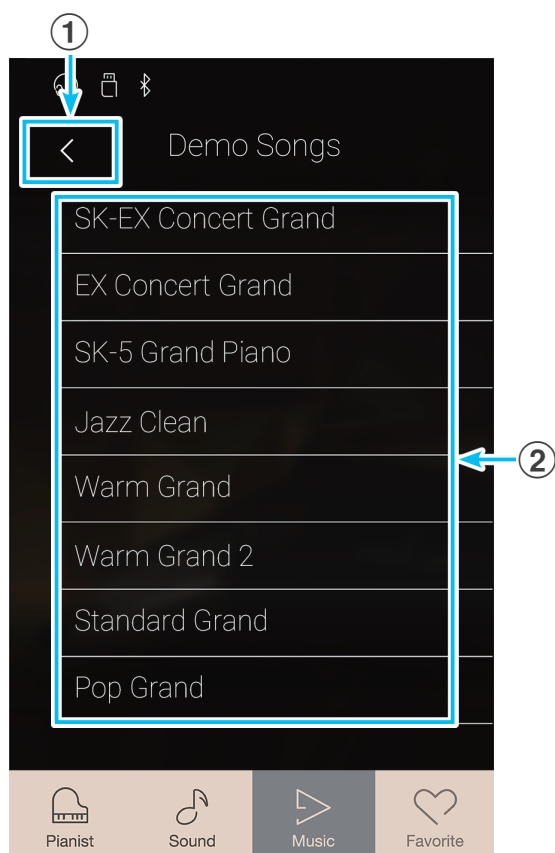 ①
Demo Songs
SK-EX Concert Grand
EX Concert Grand
SK-5 Grand Piano
Jazz Clean
②
Warm Grand
Warm Grand 2
Standard Grand
Pop Grand
Pianist Sound Music Favorite